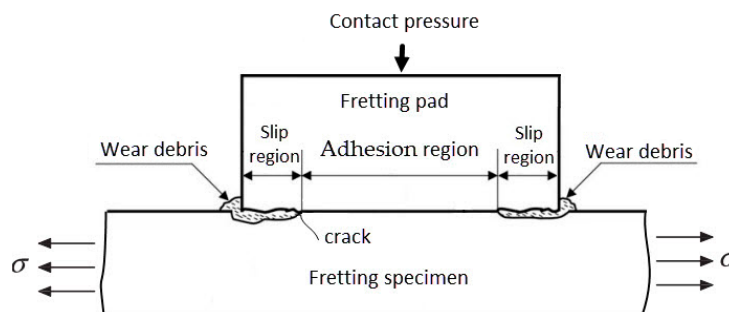 Contact pressure
Fretting pad
Wear debris
Slip
region
Adhesion region
Slip
region
Wear debris
crack
σ
σ
Fretting specimen